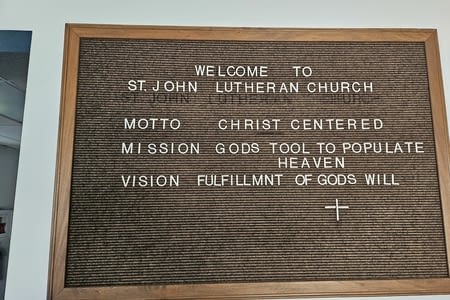 WELCOME TO
ST. JOHN LUTHERAN CHURCH
MOTTO CHRIST CENTERED
MISSION GODS TOOL TO POPULATE
HEAVEN
VISION FULFILLMNT OF GODS WILL